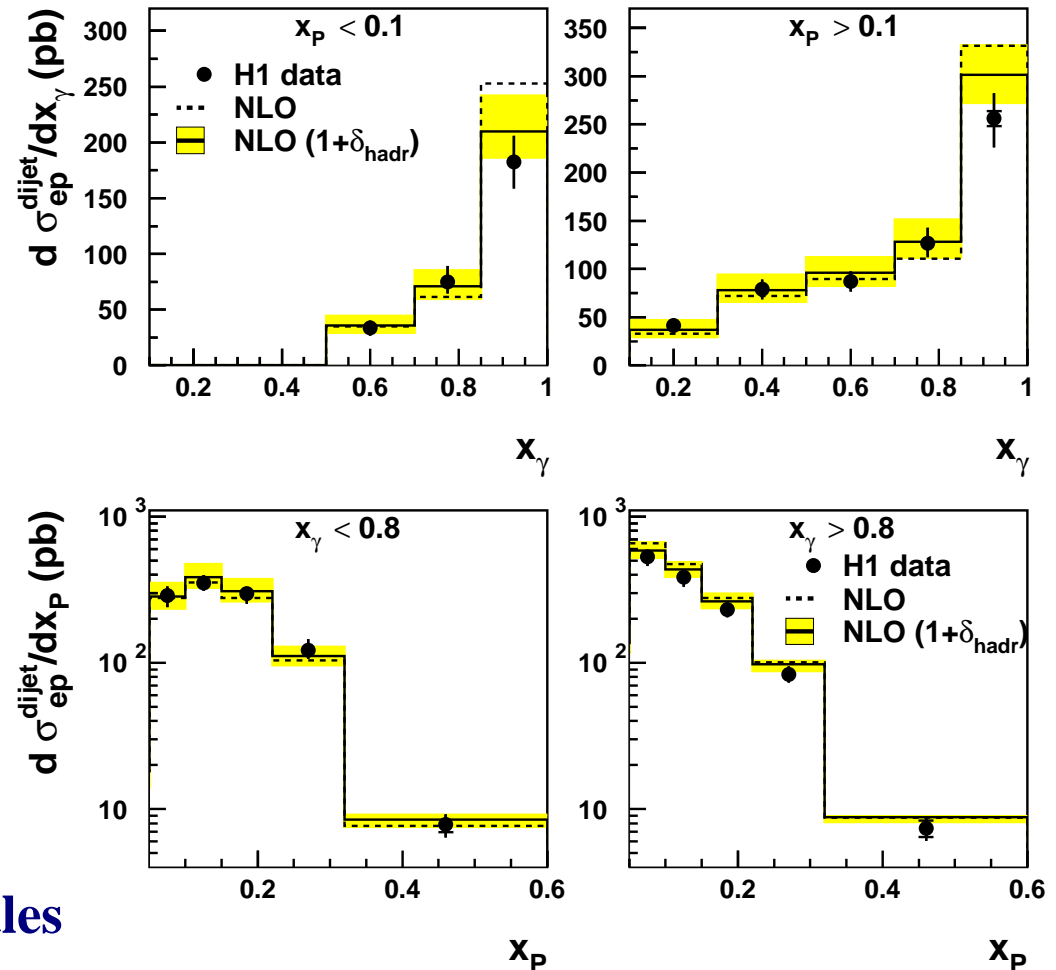 x_P < 0.1
x_P > 0.1
d σ_ep^dijet/dx_γ (pb)
300
250
200
150
100
50
0
H1 data
NLO
NLO (1+δ_hadr)
350
300
250
200
150
100
50
0
0.2 0.4 0.6 0.8 1
0.2 0.4 0.6 0.8 1
x_γ
x_γ
d σ_ep^dijet/dx_P (pb)
x_γ < 0.8
x_γ > 0.8
10^3
10^2
10
10^3
10^2
10
H1 data
NLO
NLO (1+δ_hadr)
0.2 0.4 0.6
0.2 0.4 0.6
x_P
x_P